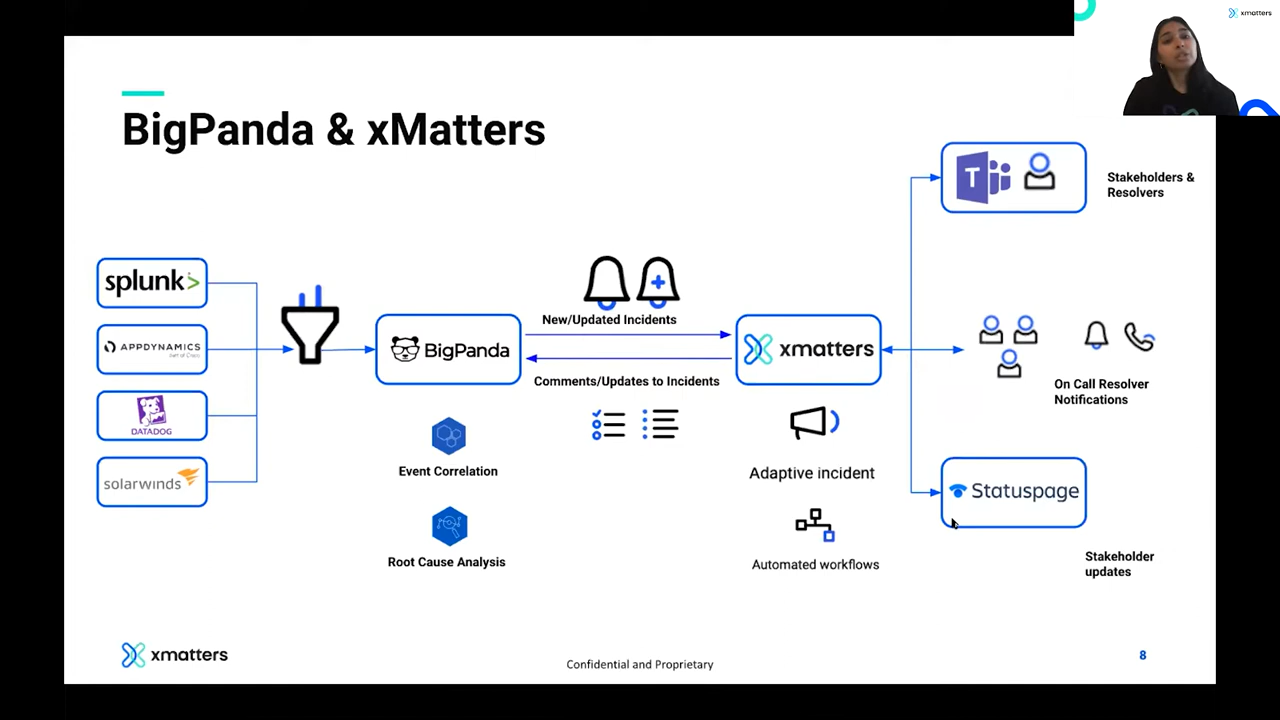 xmatters
BigPanda & xMatters
Stakeholders &
Resolvers
splunk>
New/Updated Incidents
APPDYNAMICS
BigPanda
xmatters
Comments/Updates to Incidents
On Call Resolver
Notifications
DATADOG
Event Correlation
Adaptive incident
solarwinds
Statuspage
Root Cause Analysis
Automated workflows
Stakeholder
updates
xmatters
Confidential and Proprietary
8